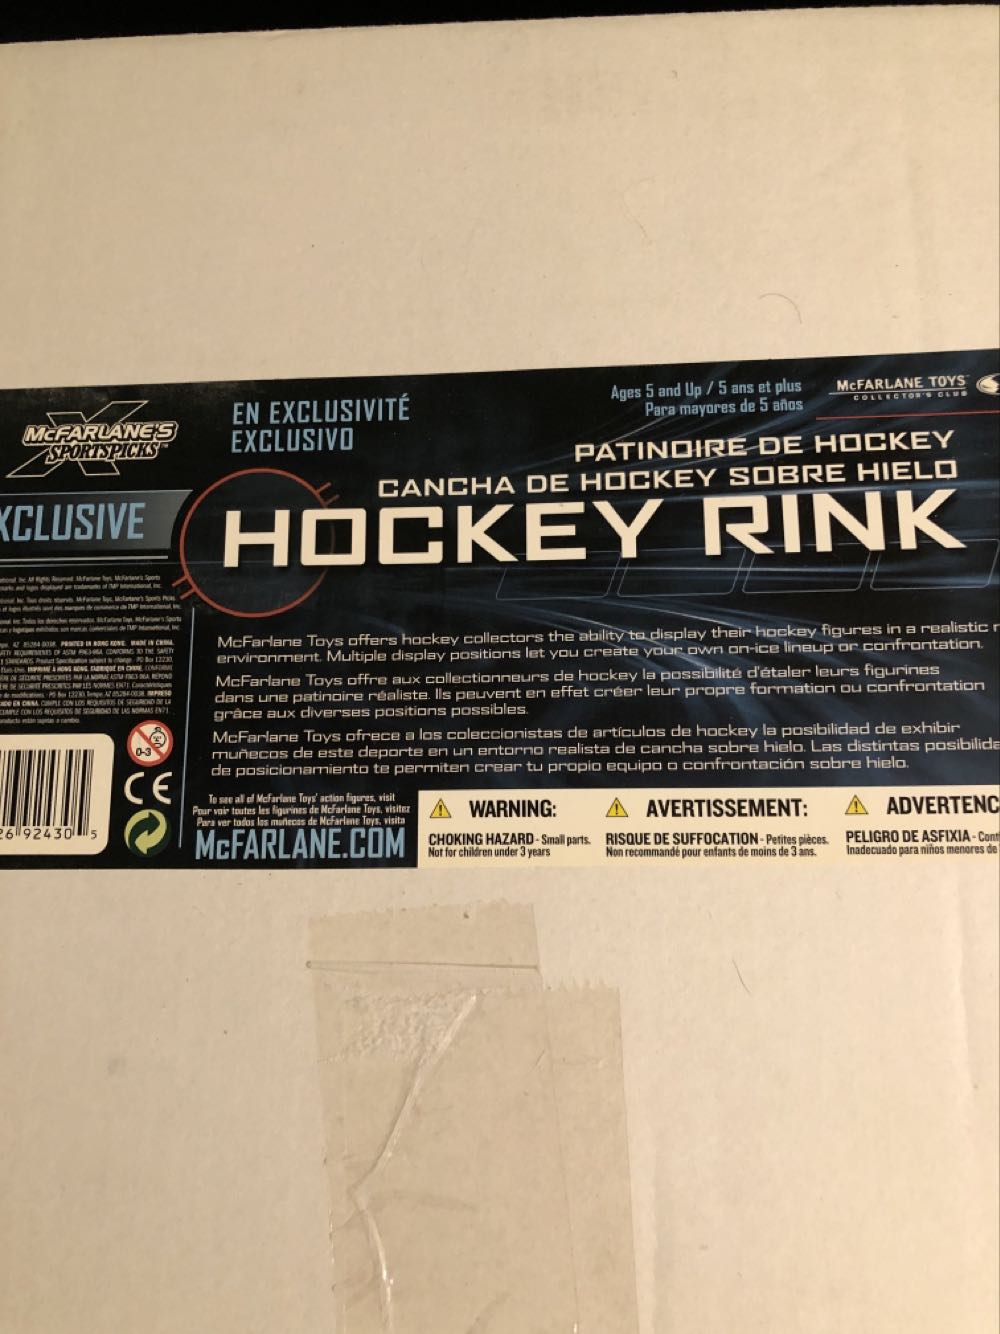 McFARLANE'S
SPORTSPICKS™
EN EXCLUSIVITÉ
EXCLUSIVO
XCLUSIVE
Ages 5 and Up / 5 ans et plus
Para mayores de 5 años
McFARLANE TOYS
COLLECTOR'S CLUB
PATINOIRE DE HOCKEY
CANCHA DE HOCKEY SOBRE HIELO
HOCKEY RINK
McFarlane Toys offers hockey collectors the ability to display their hockey figures in a realistic r
environment. Multiple display positions let you create your own on-ice lineup or confrontation.
McFarlane Toys offre aux collectionneurs de hockey la possibilité d'étaler leurs figurines
dans une patinoire réaliste. Ils peuvent en effet créer leur propre formation ou confrontation
grâce aux diverses positions possibles.
McFarlane Toys ofrece a los coleccionistas de artículos de hockey la posibilidad de exhibir
muñecos de este deporte en un entorno realista de cancha sobre hielo. Las distintas posibilida
de posicionamiento te permiten crear tu propio equipo o confrontación sobre hielo.
0-3
CE
26 92430 5
To see all of McFarlane Toys' action figures, visit
Pour voir toutes les figurines de McFarlane Toys, visitez
Para ver todos los muñecos de McFarlane Toys, visita
McFARLANE.COM
WARNING:
CHOKING HAZARD - Small parts.
Not for children under 3 years
AVERTISSEMENT:
RISQUE DE SUFFOCATION - Petites pièces.
Non recommandé pour enfants de moins de 3 ans.
ADVERTENC
PELIGRO DE ASFIXIA - Cont
Inadecuado para niños menores de